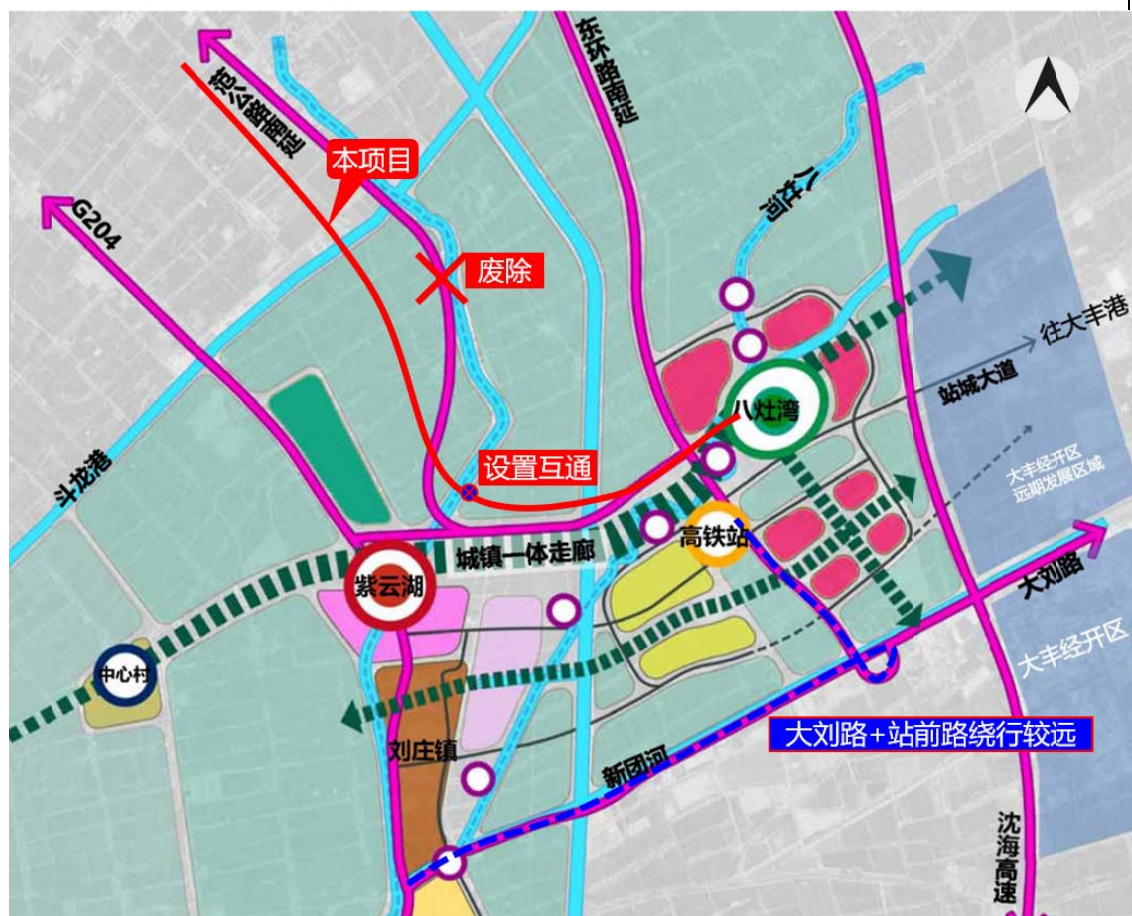 东环路南延
范公路南延
本项目
八灶河
G204
废除
往大丰港
站城大道
八灶湾
斗龙港
设置互通
大丰经开区
远期发展区域
高铁站
城镇一体走廊
紫云湖
大刘路
大丰经开区
中心村
大刘路+站前路绕行较远
刘庄镇
新团河
沈海高速